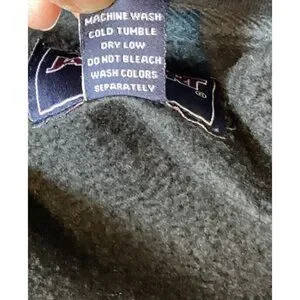 MACHINE WASH
COLD TUMBLE
DRY LOW
DO NOT BLEACH
WASH COLORS
SEPARATELY